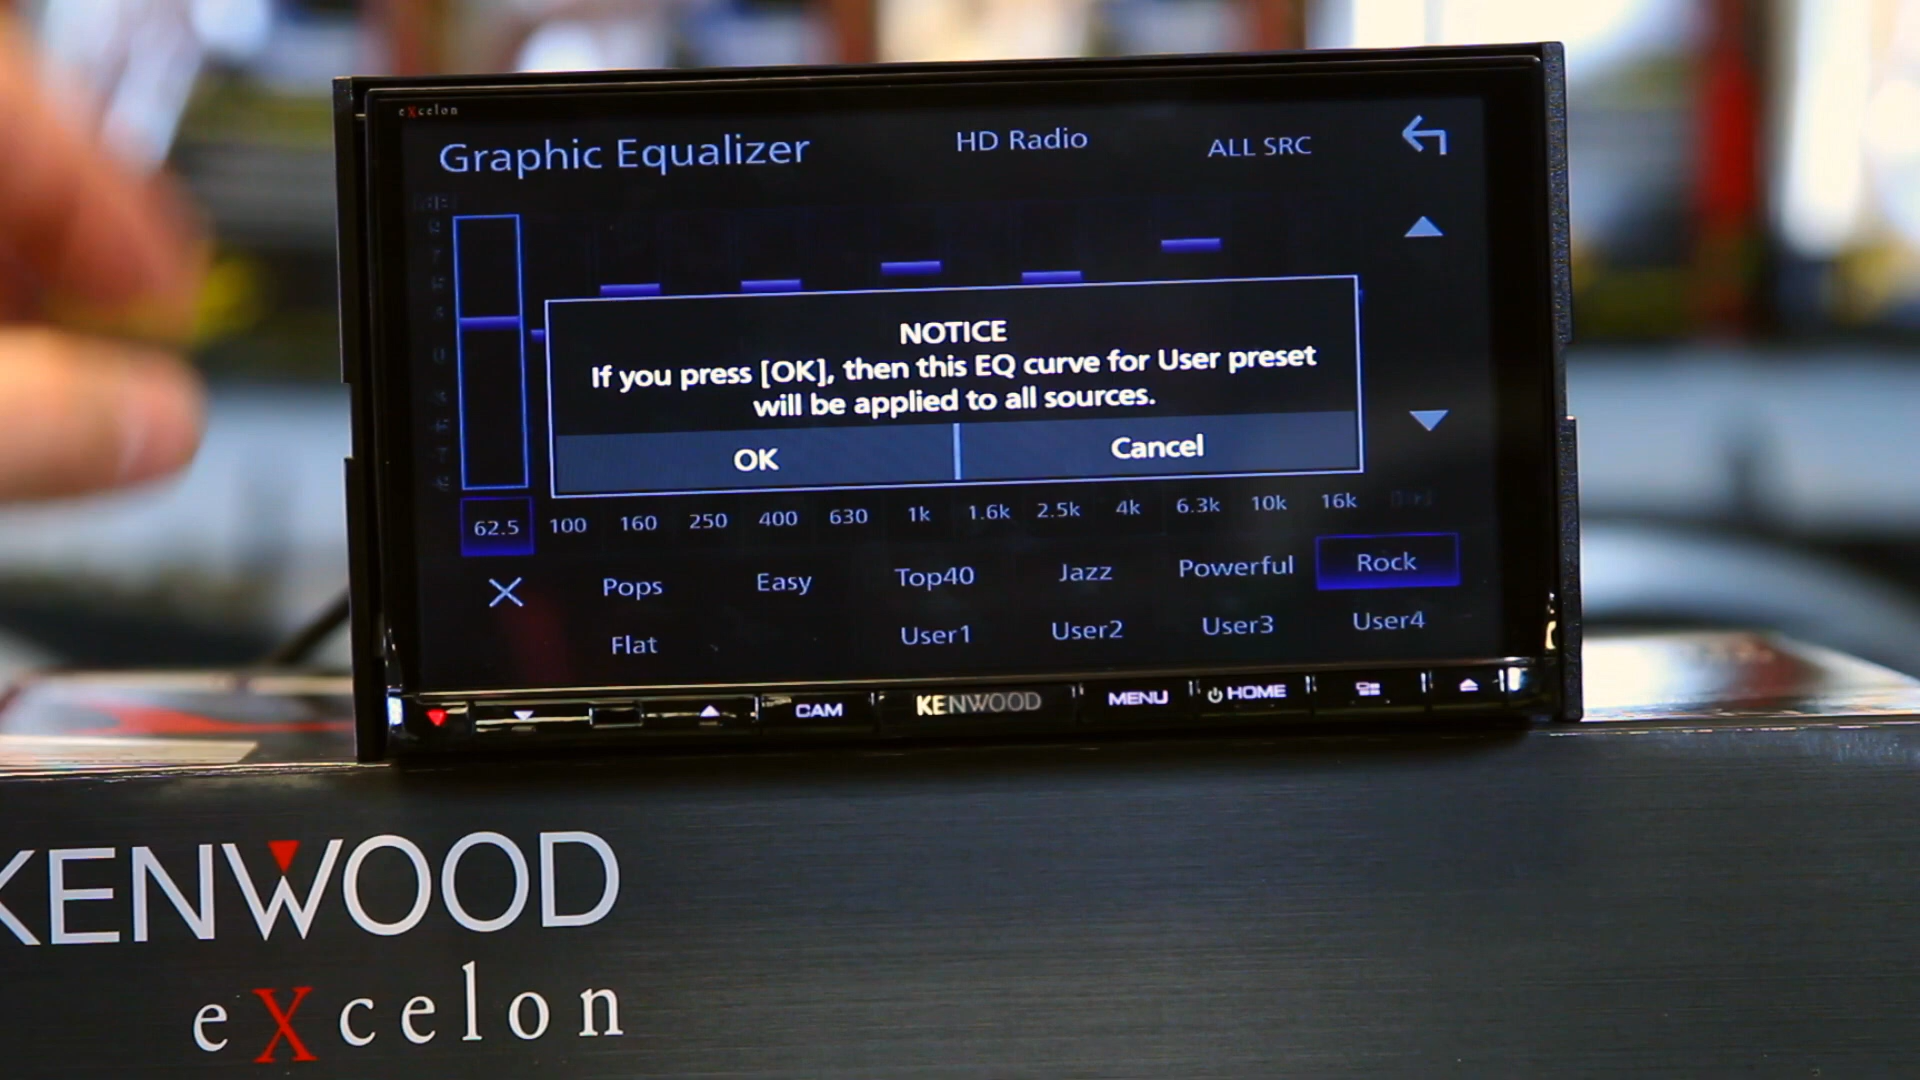 eXcelon
Graphic Equalizer HD Radio ALL SRC
NOTICE
If you press [OK], then this EQ curve for User preset
will be applied to all sources.
OK Cancel
62.5 100 160 250 400 630 1k 1.6k 2.5k 4k 6.3k 10k 16k
Pops Easy Top40 Jazz Powerful Rock
Flat User1 User2 User3 User4
CAM KENWOOD MENU HOME
KENWOOD
eXcelon